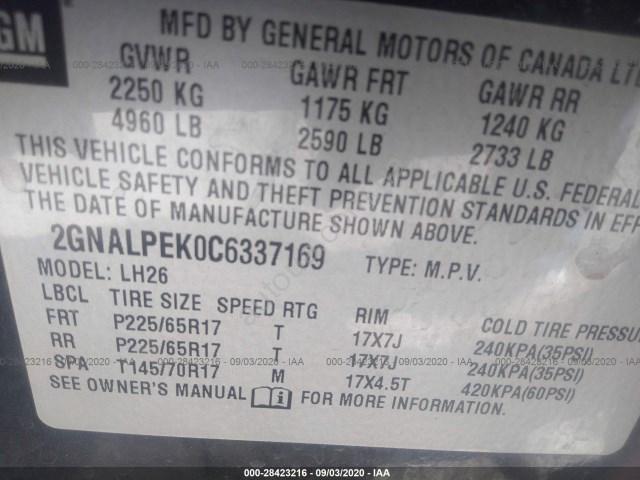 GM
MFD BY GENERAL MOTORS OF CANADA LTD
GVWR GAWR FRT GAWR RR
2250 KG 1175 KG 1240 KG
4960 LB 2590 LB 2733 LB
THIS VEHICLE CONFORMS TO ALL APPLICABLE U.S. FEDERAL
VEHICLE SAFETY AND THEFT PREVENTION STANDARDS IN EFF
THE DATE OF MANUFACTURE SHOWN ABOVE.
2GNALPEK0C6337169 TYPE: M.P.V.
MODEL: LH26
LBCL TIRE SIZE SPEED RTG RIM COLD TIRE PRESSUR
FRT P225/65R17 T 17X7J 240KPA(35PSI)
RR P225/65R17 T 17X7J 240KPA(35PSI)
SPA T145/70R17 M 17X4.5T 420KPA(60PSI)
SEE OWNER'S MANUAL FOR MORE INFORMATION.
000-28423216 - 09/03/2020 - IAA